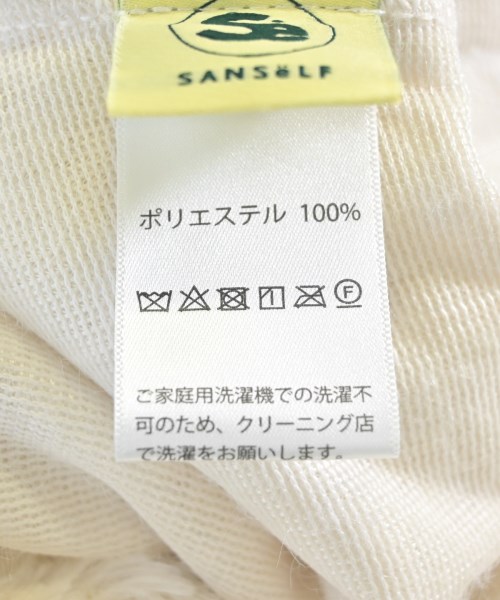 Se
SANSëLF
ポリエステル 100%
F
ご家庭用洗濯機での洗濯不
可のため、クリーニング店
で洗濯をお願いします。